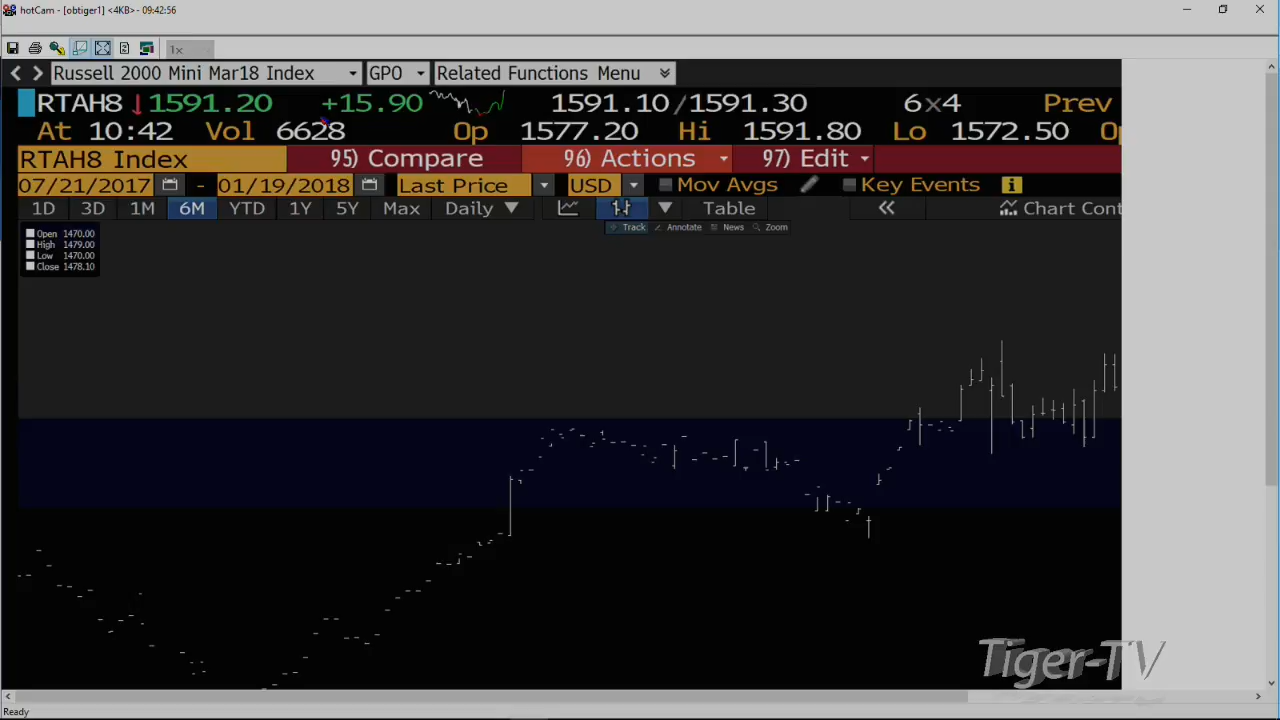 hotCam - [obtiger1] <4KB>- 09:42:56
1x
Russell 2000 Mini Mar18 Index GPO Related Functions Menu
RTAH8 ↓ 1591.20 +15.90 1591.10/1591.30 6x4 Prev
At 10:42 Vol 6628 Op 1577.20 Hi 1591.80 Lo 1572.50
RTAH8 Index 95) Compare 96) Actions 97) Edit
07/21/2017 - 01/19/2018 Last Price USD Mov Avgs Key Events
1D 3D 1M 6M YTD 1Y 5Y Max Daily ▼ Table « Chart Cont
Track Annotate News Zoom
Open 1470.00
High 1479.00
Low 1470.00
Close 1478.10
Tiger-TV
Ready